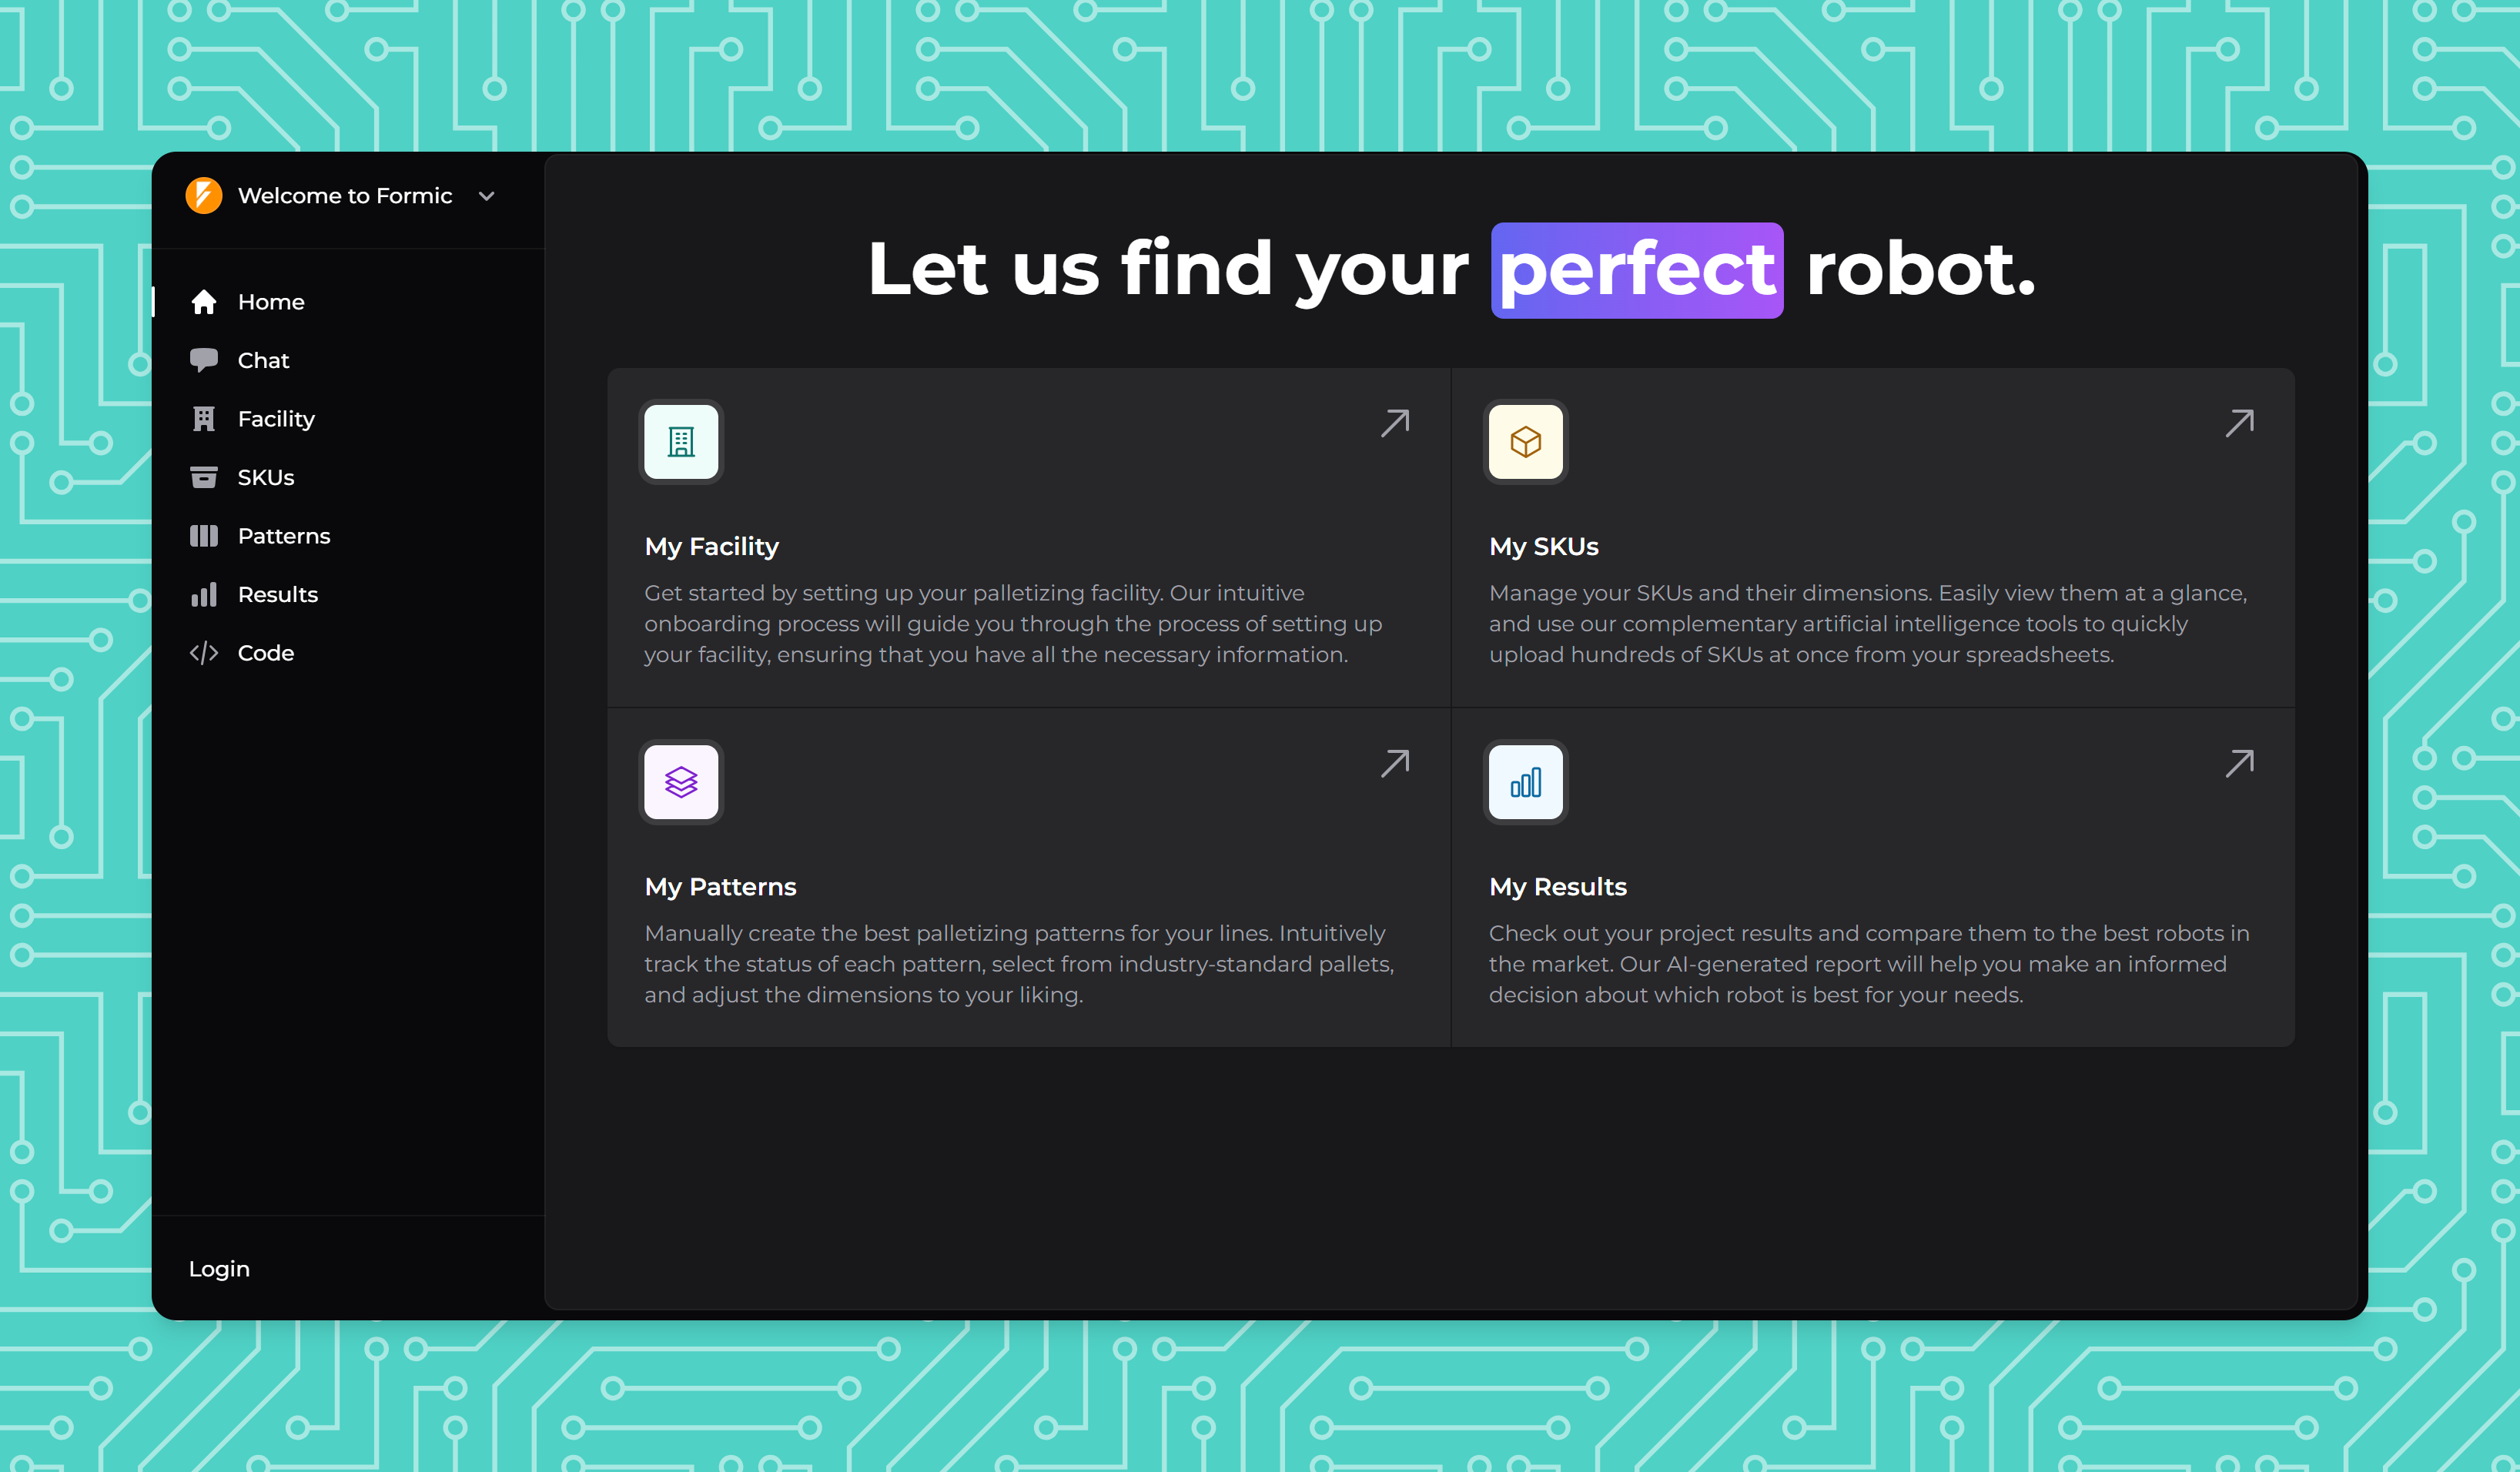 Welcome to Formic
Home
Chat
Facility
SKUs
Patterns
Results
Code
Login
Let us find your perfect robot.
My Facility
Get started by setting up your palletizing facility. Our intuitive
onboarding process will guide you through the process of setting up
your facility, ensuring that you have all the necessary information.
My SKUs
Manage your SKUs and their dimensions. Easily view them at a glance,
and use our complementary artificial intelligence tools to quickly
upload hundreds of SKUs at once from your spreadsheets.
My Patterns
Manually create the best palletizing patterns for your lines. Intuitively
track the status of each pattern, select from industry-standard pallets,
and adjust the dimensions to your liking.
My Results
Check out your project results and compare them to the best robots in
the market. Our AI-generated report will help you make an informed
decision about which robot is best for your needs.